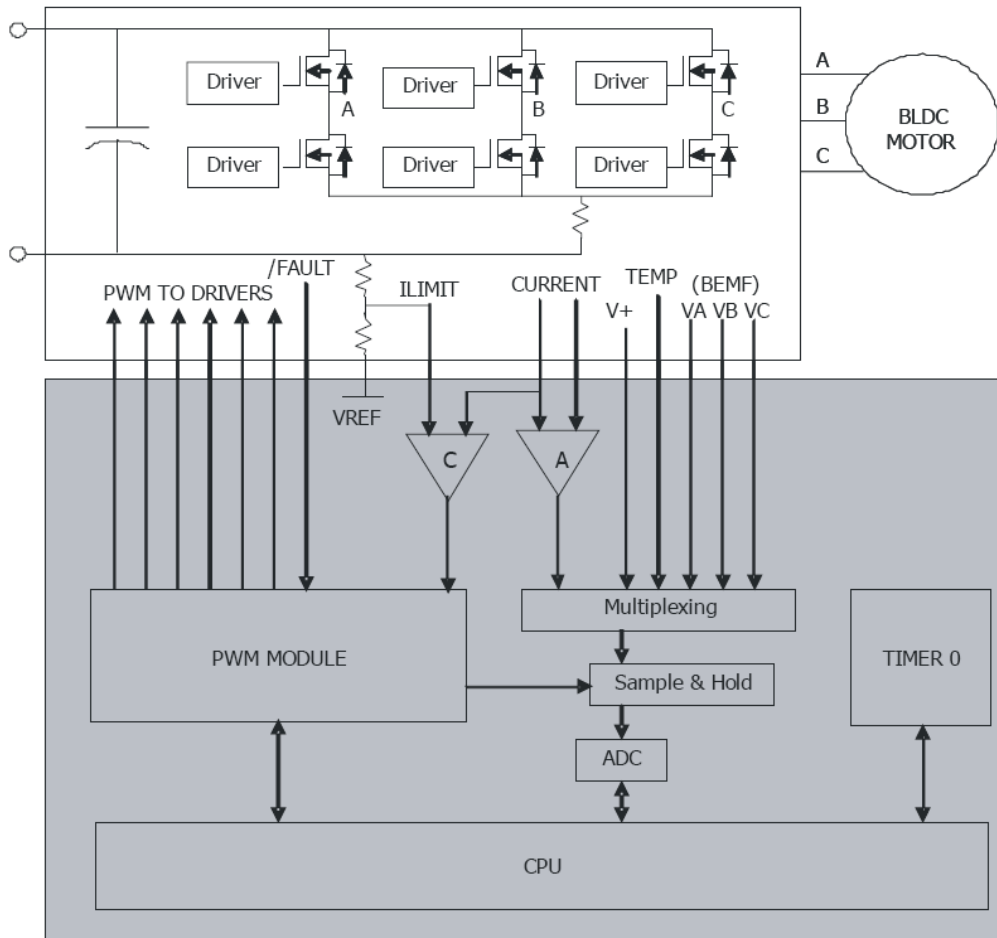 Driver
Driver
Driver
A
B
C
Driver
Driver
Driver
A
B
C
BLDC
MOTOR
/FAULT
PWM TO DRIVERS
ILIMIT
CURRENT
TEMP
(BEMF)
V+
VA VB VC
VREF
C
A
Multiplexing
PWM MODULE
Sample & Hold
TIMER 0
ADC
CPU